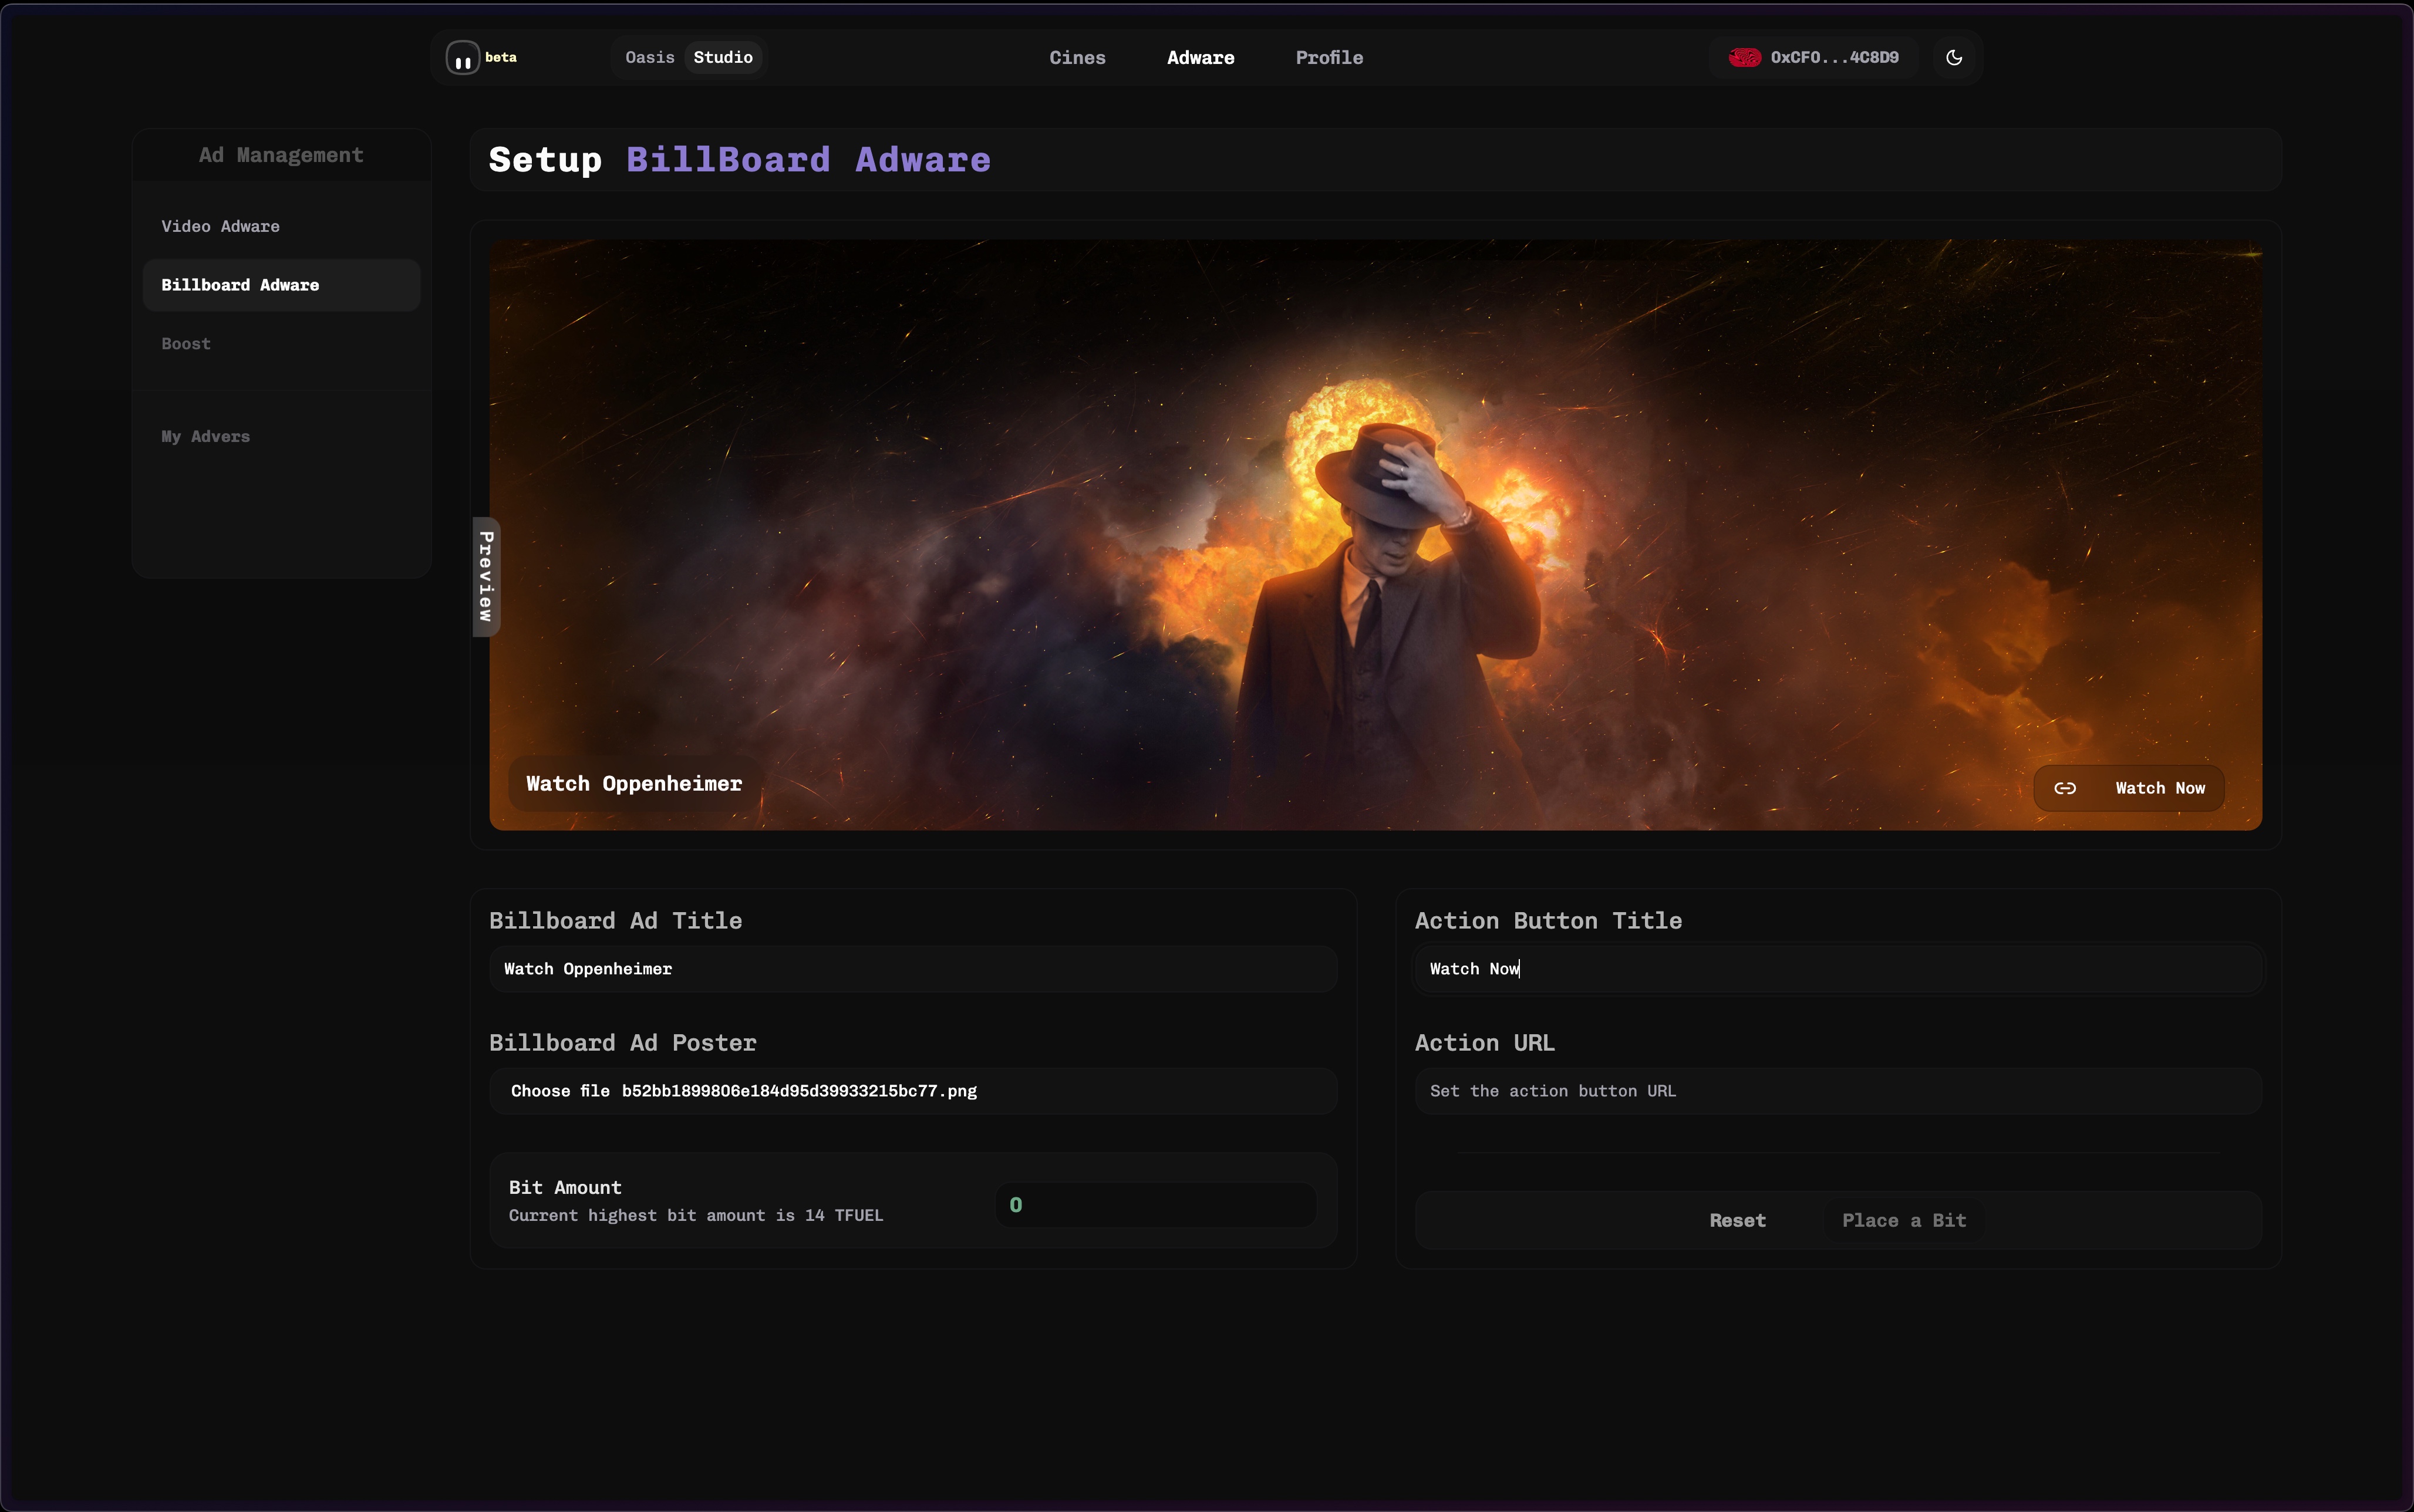 beta
Oasis Studio
Cines Adware Profile
0xCF0...4C8D9
Ad Management
Video Adware
Billboard Adware
Boost
My Advers
Setup BillBoard Adware
Preview
Watch Oppenheimer
Watch Now
Billboard Ad Title
Watch Oppenheimer
Billboard Ad Poster
Choose file b52bb1899806e184d95d39933215bc77.png
Bit Amount
Current highest bit amount is 14 TFUEL
0
Action Button Title
Watch Now
Action URL
Set the action button URL
Reset Place a Bit